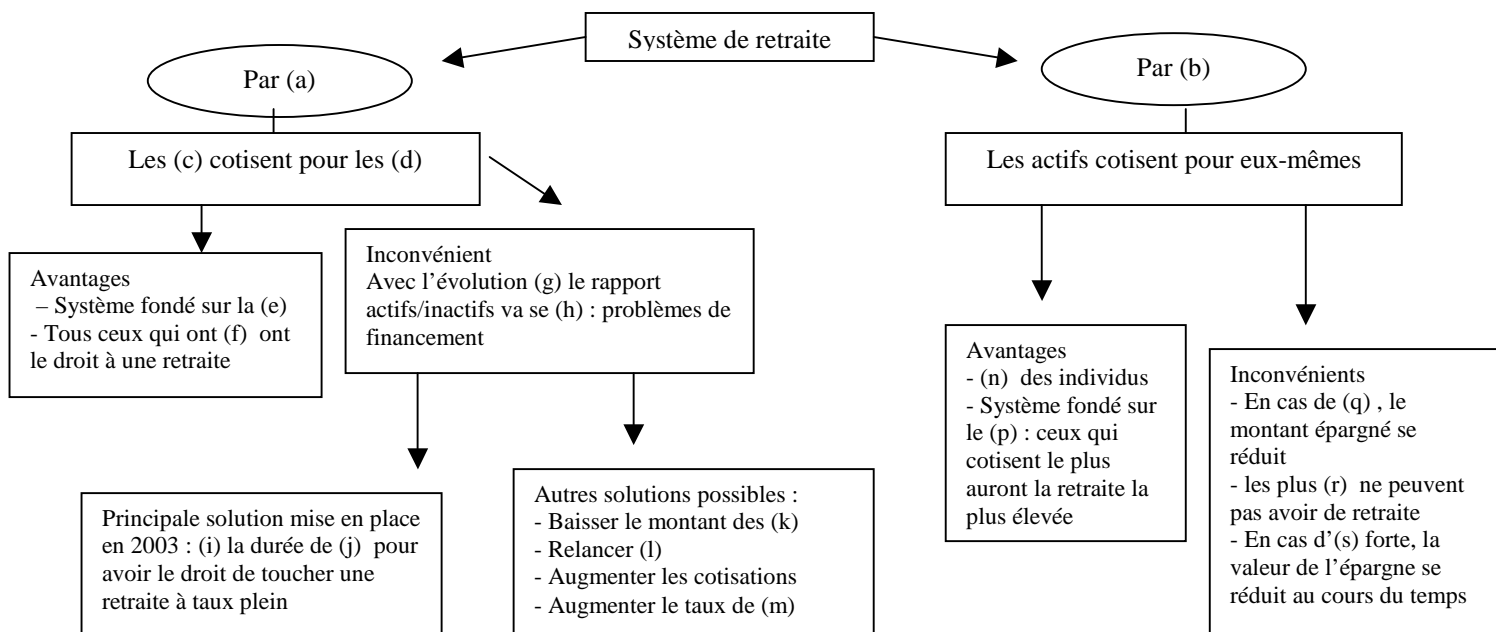 Système de retraite
Par (a)
Par (b)
Les (c) cotisent pour les (d)
Les actifs cotisent pour eux-mêmes
Avantages
– Système fondé sur la (e)
- Tous ceux qui ont (f) ont
le droit à une retraite
Inconvénient
Avec l’évolution (g) le rapport
actifs/inactifs va se (h) : problèmes de
financement
Avantages
- (n) des individus
- Système fondé sur
le (p) : ceux qui
cotisent le plus
auront la retraite la
plus élevée
Inconvénients
- En cas de (q) , le
montant épargné se
réduit
- les plus (r) ne peuvent
pas avoir de retraite
- En cas d’(s) forte, la
valeur de l’épargne se
réduit au cours du temps
Principale solution mise en place
en 2003 : (i) la durée de (j) pour
avoir le droit de toucher une
retraite à taux plein
Autres solutions possibles :
- Baisser le montant des (k)
- Relancer (l)
- Augmenter les cotisations
- Augmenter le taux de (m)